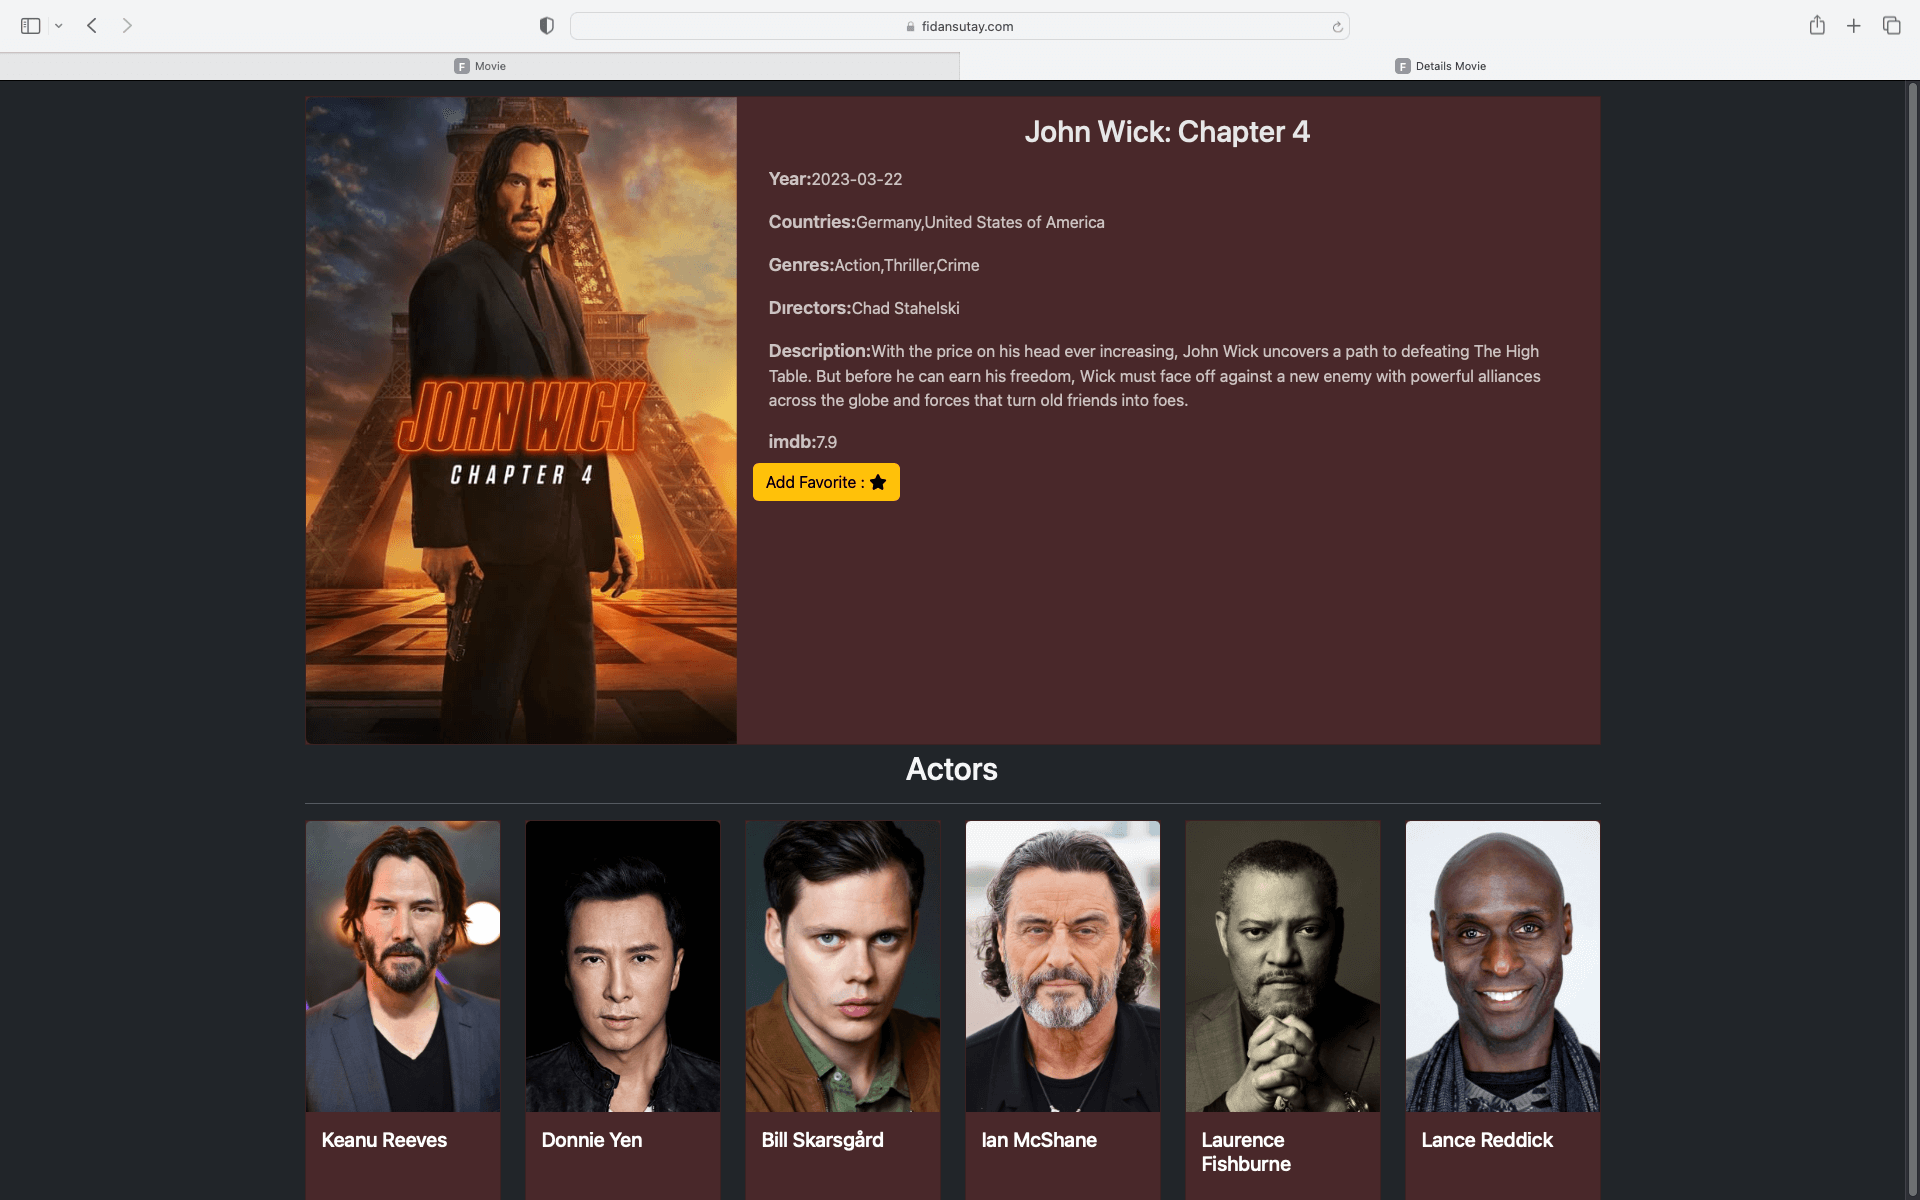 fidansutay.com
F Movie
F Details Movie
JOHN WICK
CHAPTER 4
John Wick: Chapter 4
Year:2023-03-22
Countries:Germany,United States of America
Genres:Action,Thriller,Crime
Dırectors:Chad Stahelski
Description:With the price on his head ever increasing, John Wick uncovers a path to defeating The High
Table. But before he can earn his freedom, Wick must face off against a new enemy with powerful alliances
across the globe and forces that turn old friends into foes.
imdb:7.9
Add Favorite :
Actors
Keanu Reeves
Donnie Yen
Bill Skarsgård
Ian McShane
Laurence
Fishburne
Lance Reddick